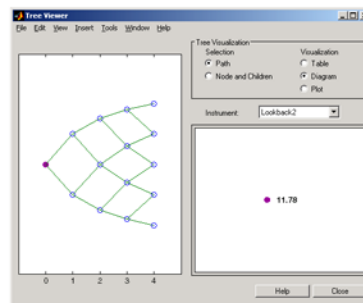 Tree Viewer
File Edit View Insert Tools Window Help
Tree Visualization
Selection
Path
Node and Children
Visualization
Table
Diagram
Plot
Instrument: Lookback2
11.78
0 1 2 3 4
Help Close